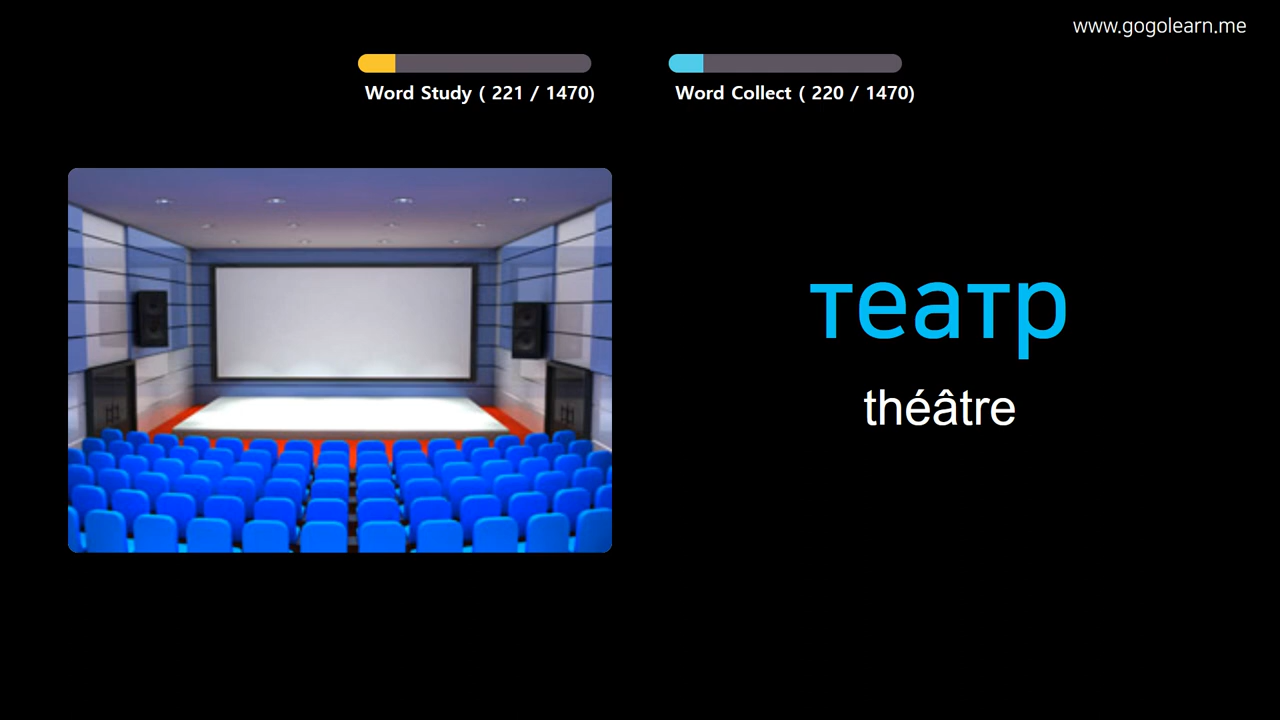 www.gogolearn.me
Word Study ( 221 / 1470)
Word Collect ( 220 / 1470)
театр
théâtre